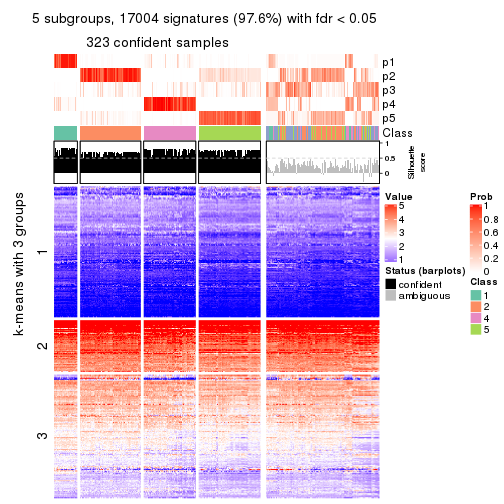 5 subgroups, 17004 signatures (97.6%) with fdr < 0.05
323 confident samples
p1
p2
p3
p4
p5
Class
1
0.5
0
Silhouette
score
k-means with 3 groups
1
2
3
Value
5
4
3
2
1
Status (barplots)
confident
ambiguous
Prob
1
0.8
0.6
0.4
0.2
0
Class
1
2
4
5